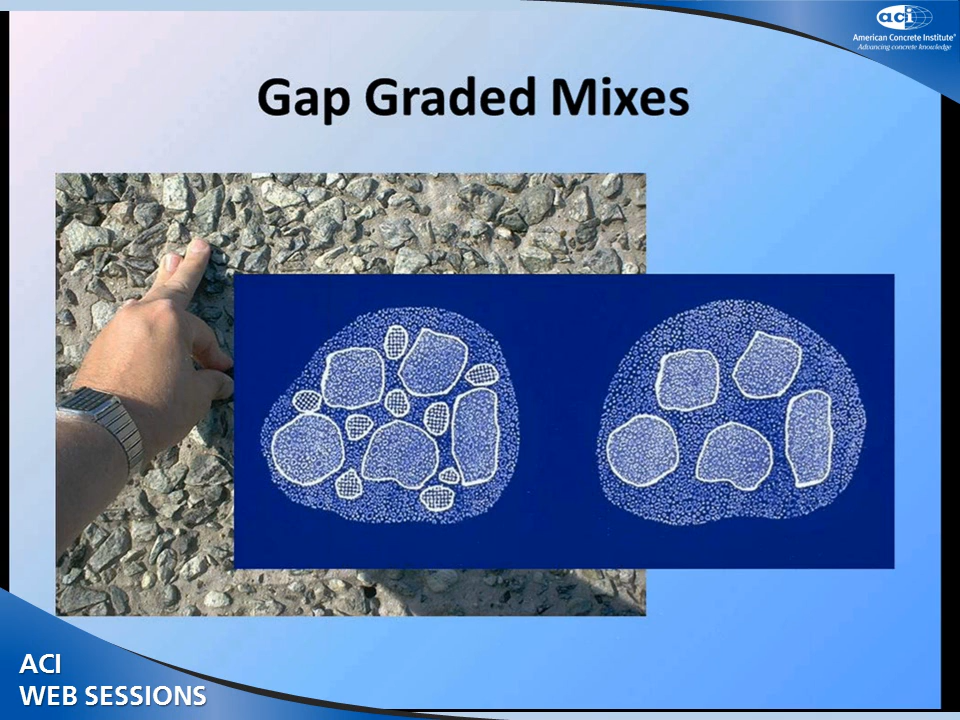 aci
American Concrete Institute®
Advancing concrete knowledge
Gap Graded Mixes
ACI
WEB SESSIONS